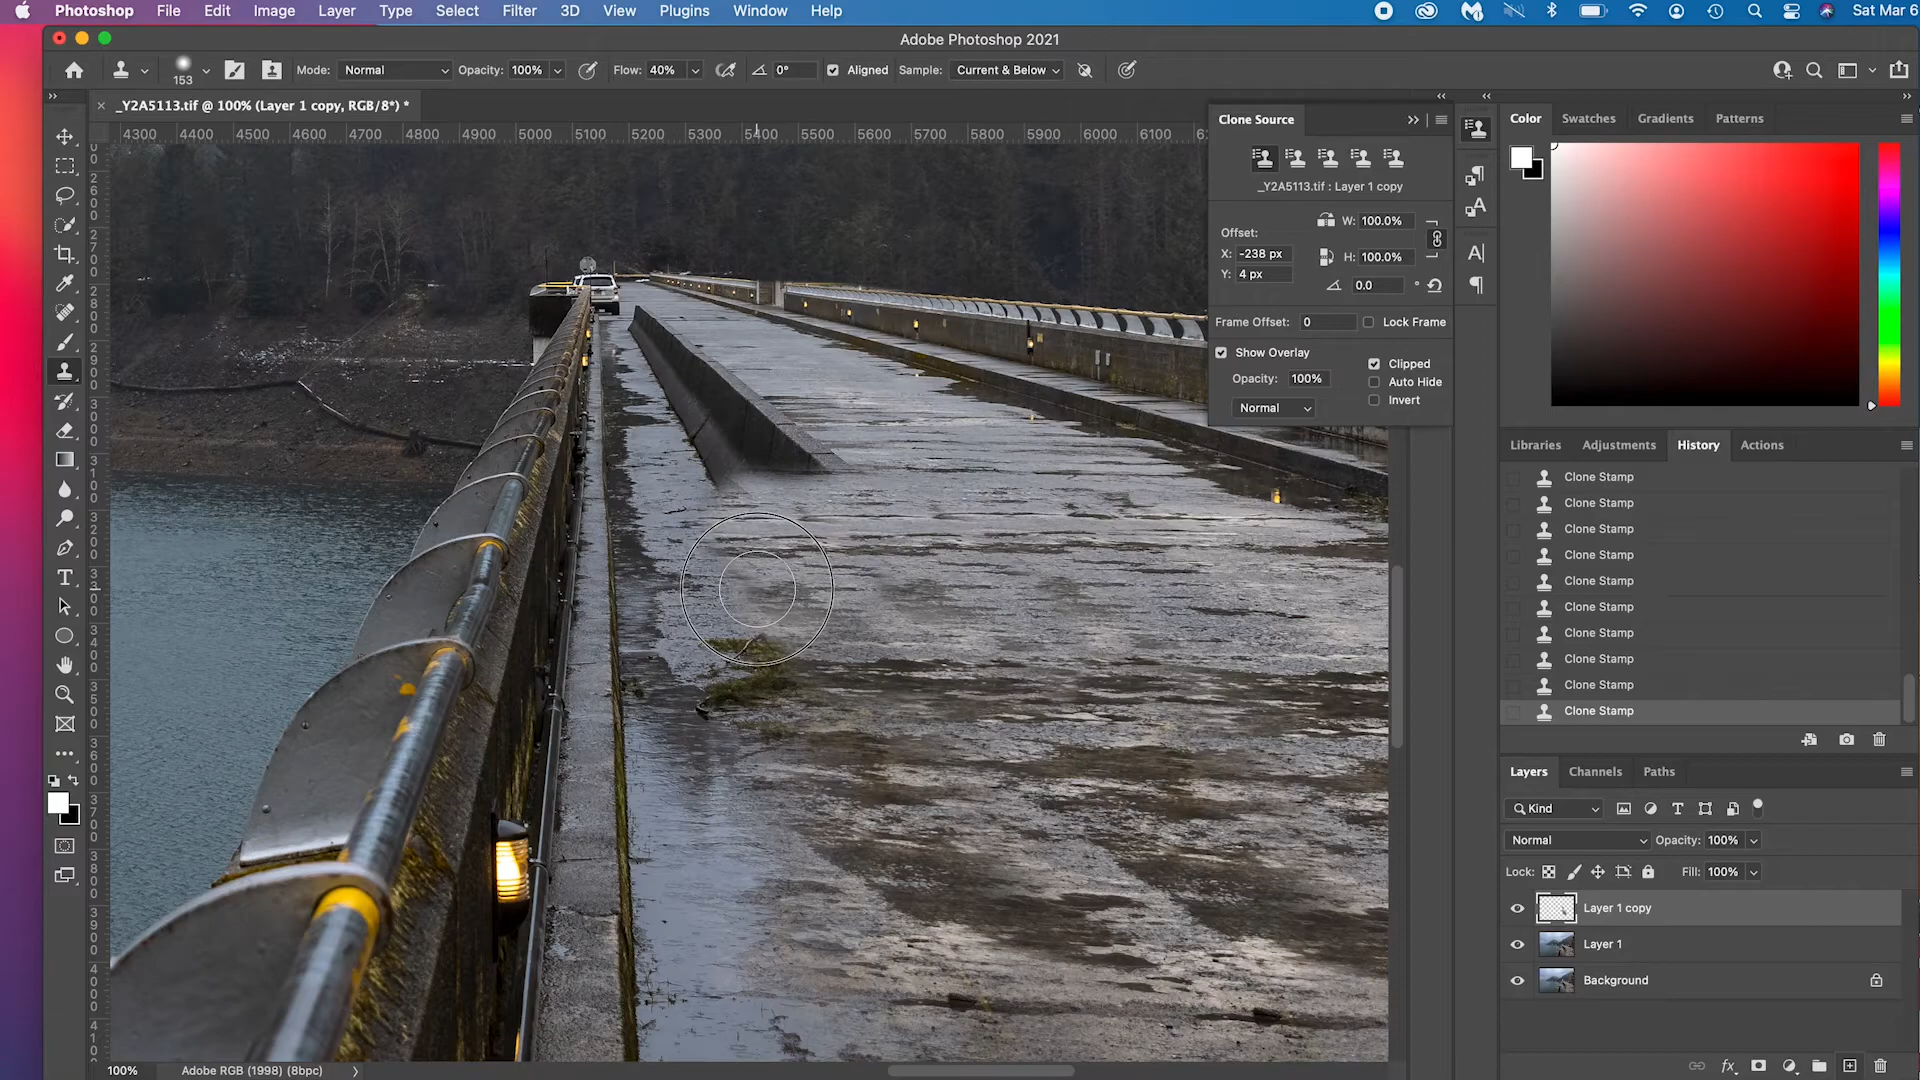 Photoshop File Edit Image Layer Type Select Filter 3D View Plugins Window Help Sat Mar 6
Adobe Photoshop 2021
153 Mode: Normal Opacity: 100% Flow: 40% 0° Aligned Sample: Current & Below
_Y2A5113.tif @ 100% (Layer 1 copy, RGB/8*) *
4300 4400 4500 4600 4700 4800 4900 5000 5100 5200 5300 5400 5500 5600 5700 5800 5900 6000 6100
Clone Source
_Y2A5113.tif : Layer 1 copy
Offset:
X: -238 px
Y: 4 px
W: 100.0%
H: 100.0%
0.0 °
Frame Offset: 0 Lock Frame
Show Overlay
Opacity: 100%
Normal
Clipped
Auto Hide
Invert
Color Swatches Gradients Patterns
Libraries Adjustments History Actions
Clone Stamp
Clone Stamp
Clone Stamp
Clone Stamp
Clone Stamp
Clone Stamp
Clone Stamp
Clone Stamp
Clone Stamp
Clone Stamp
Layers Channels Paths
Kind
Normal Opacity: 100%
Lock: Fill: 100%
Layer 1 copy
Layer 1
Background
100% Adobe RGB (1998) (8bpc)